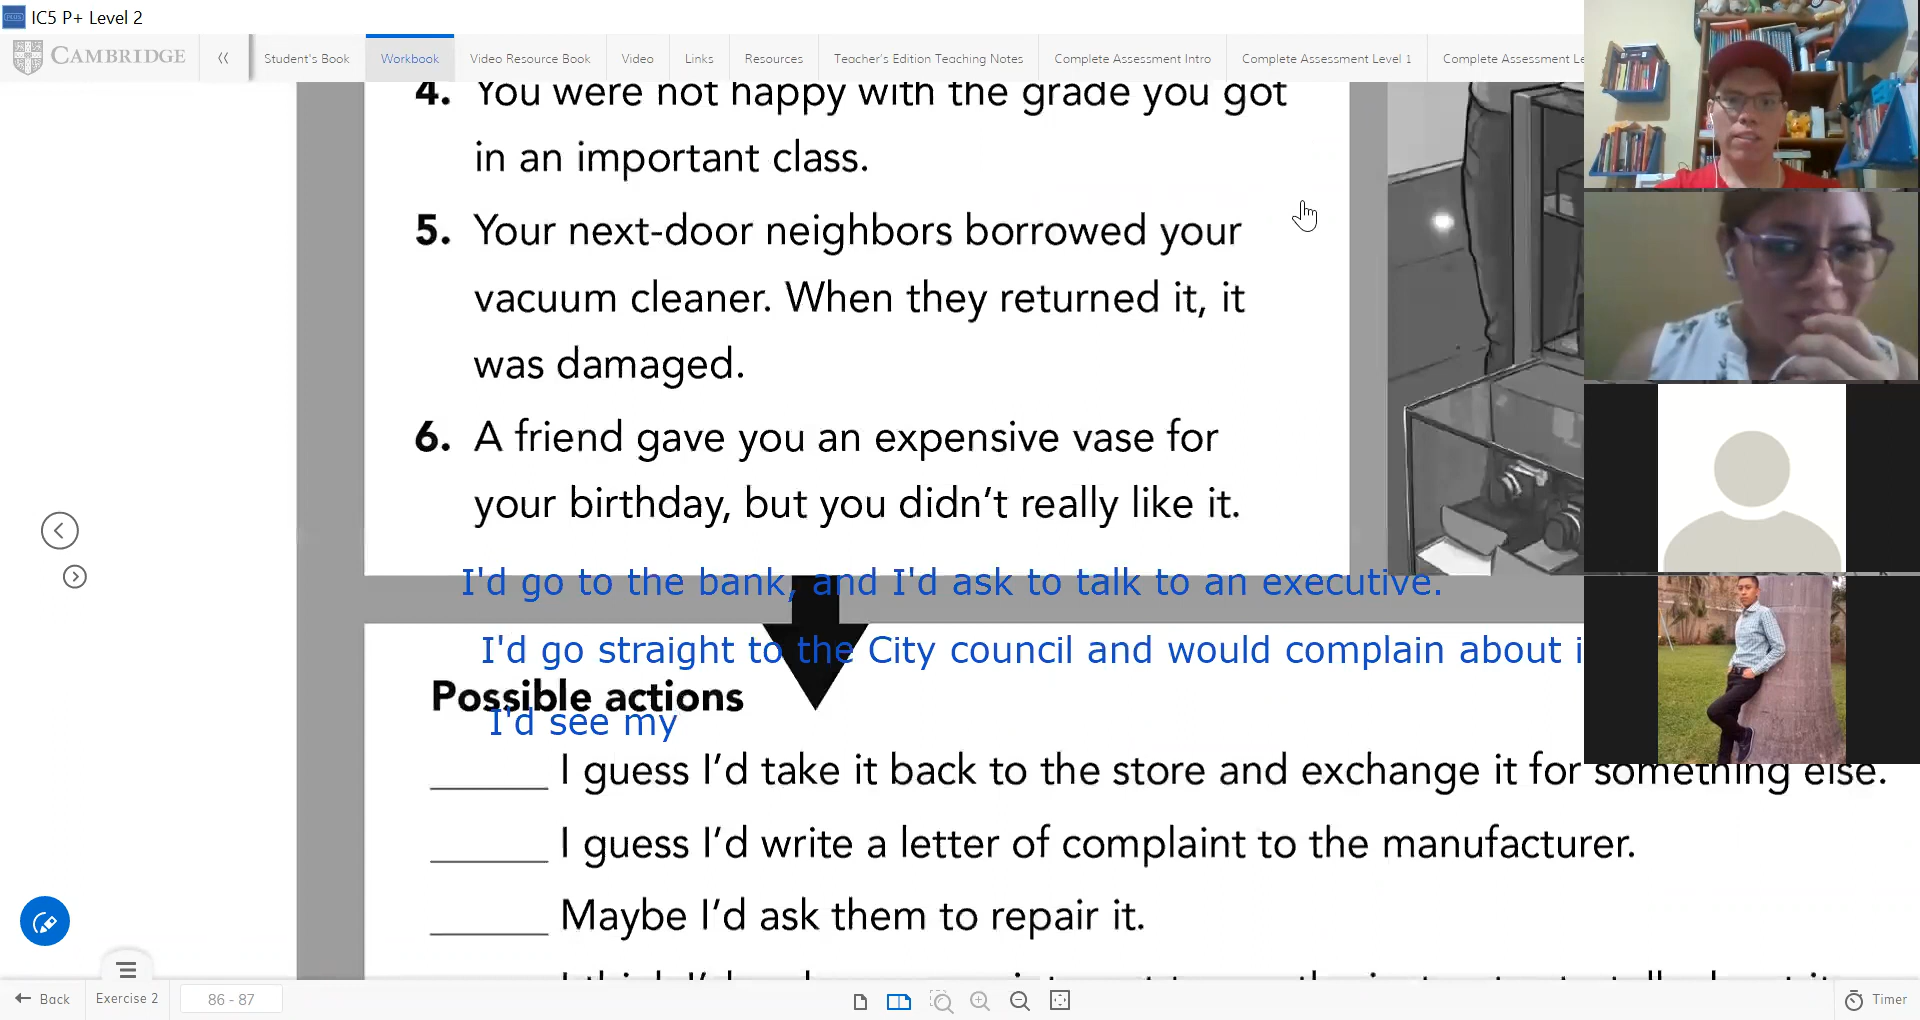 IC5 P+ Level 2
CAMBRIDGE
Student's Book
Workbook
Video Resource Book
Video
Links
Resources
Teacher's Edition Teaching Notes
Complete Assessment Intro
Complete Assessment Level 1
Complete Assessment Le
4. You were not happy with the grade you got
in an important class.
5. Your next-door neighbors borrowed your
vacuum cleaner. When they returned it, it
was damaged.
6. A friend gave you an expensive vase for
your birthday, but you didn't really like it.
I'd go to the bank, and I'd ask to talk to an executive.
I'd go straight to the City council and would complain about i
Possible actions
I'd see my
I guess I'd take it back to the store and exchange it for something else.
I guess I'd write a letter of complaint to the manufacturer.
Maybe I'd ask them to repair it.
Back
Exercise 2
86 - 87
Timer